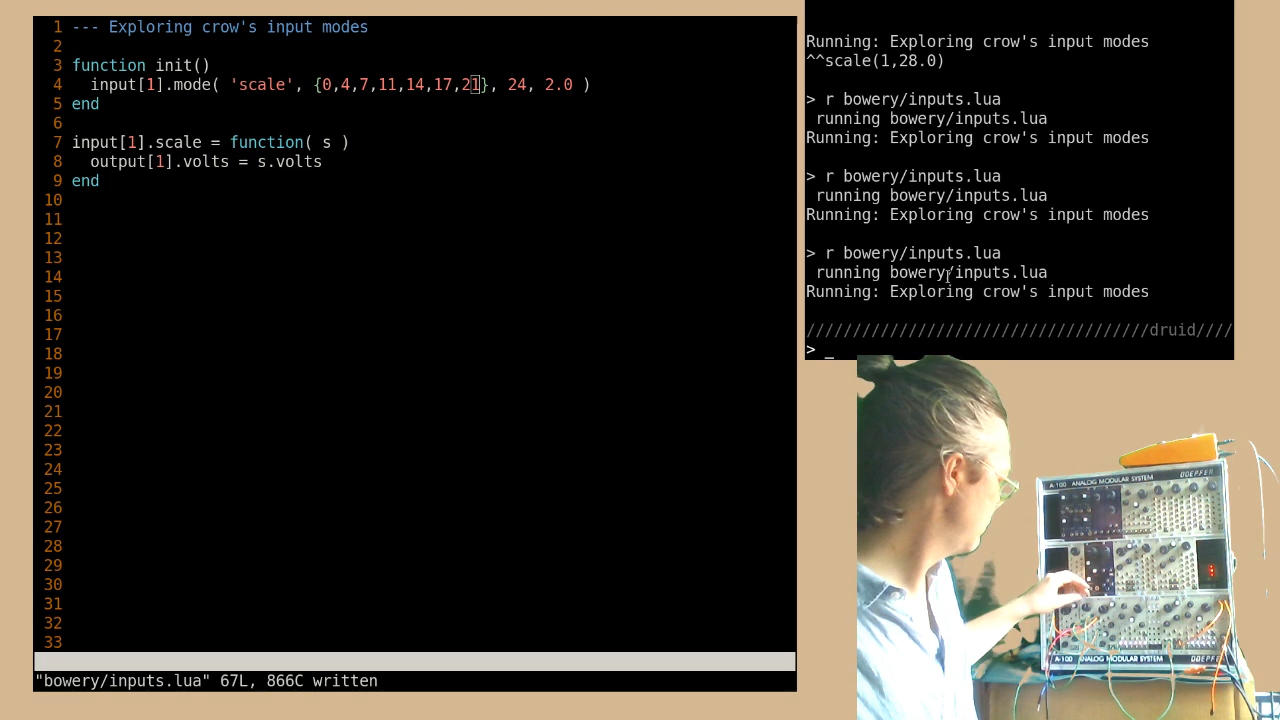 1 --- Exploring crow's input modes
2
3 function init()
4   input[1].mode( 'scale', {0,4,7,11,14,17,21}, 24, 2.0 )
5 end
6
7 input[1].scale = function( s )
8   output[1].volts = s.volts
9 end
10
11
12
13
14
15
16
17
18
19
20
21
22
23
24
25
26
27
28
29
30
31
32
33
"bowery/inputs.lua" 67L, 866C written
Running: Exploring crow's input modes
^^scale(1,28.0)
> r bowery/inputs.lua
running bowery/inputs.lua
Running: Exploring crow's input modes
> r bowery/inputs.lua
running bowery/inputs.lua
Running: Exploring crow's input modes
> r bowery/inputs.lua
running bowery/inputs.lua
Running: Exploring crow's input modes
/////////////////////////////////////druid////
> _
A-100 ANALOG MODULAR SYSTEM DOEPFER
A-100 ANALOG MODULAR SYSTEM DOEPFER